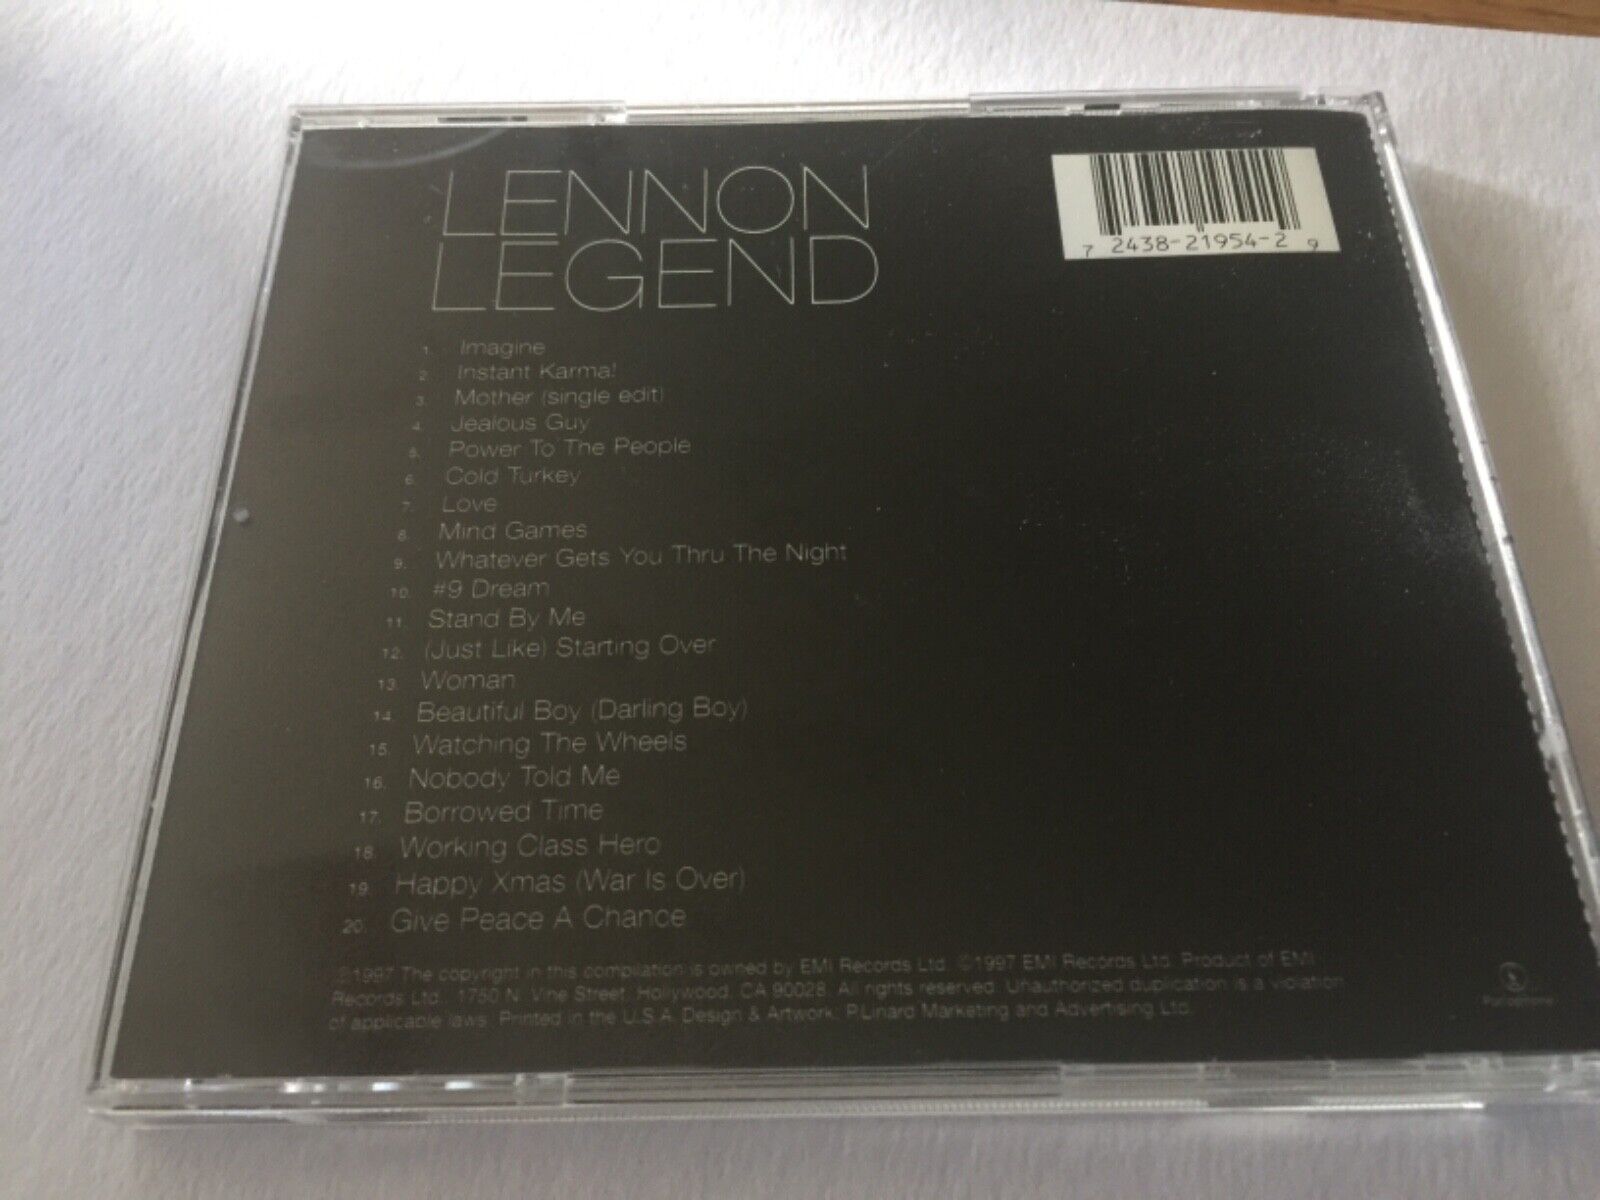 LENNON
LEGEND
7 2438-21954-2 9
1. Imagine
2. Instant Karma!
3. Mother (single edit)
4. Jealous Guy
5. Power To The People
6. Cold Turkey
7. Love
8. Mind Games
9. Whatever Gets You Thru The Night
10. #9 Dream
11. Stand By Me
12. (Just Like) Starting Over
13. Woman
14. Beautiful Boy (Darling Boy)
15. Watching The Wheels
16. Nobody Told Me
17. Borrowed Time
18. Working Class Hero
19. Happy Xmas (War Is Over)
20. Give Peace A Chance
℗1997 The copyright in this compilation is owned by EMI Records Ltd. ©1997 EMI Records Ltd. Product of EMI
Records Ltd., 1750 N. Vine Street, Hollywood, CA 90028. All rights reserved. Unauthorized duplication is a violation
of applicable laws. Printed in the U.S.A. Design & Artwork: P.Linard Marketing and Advertising Ltd.
Parlophone